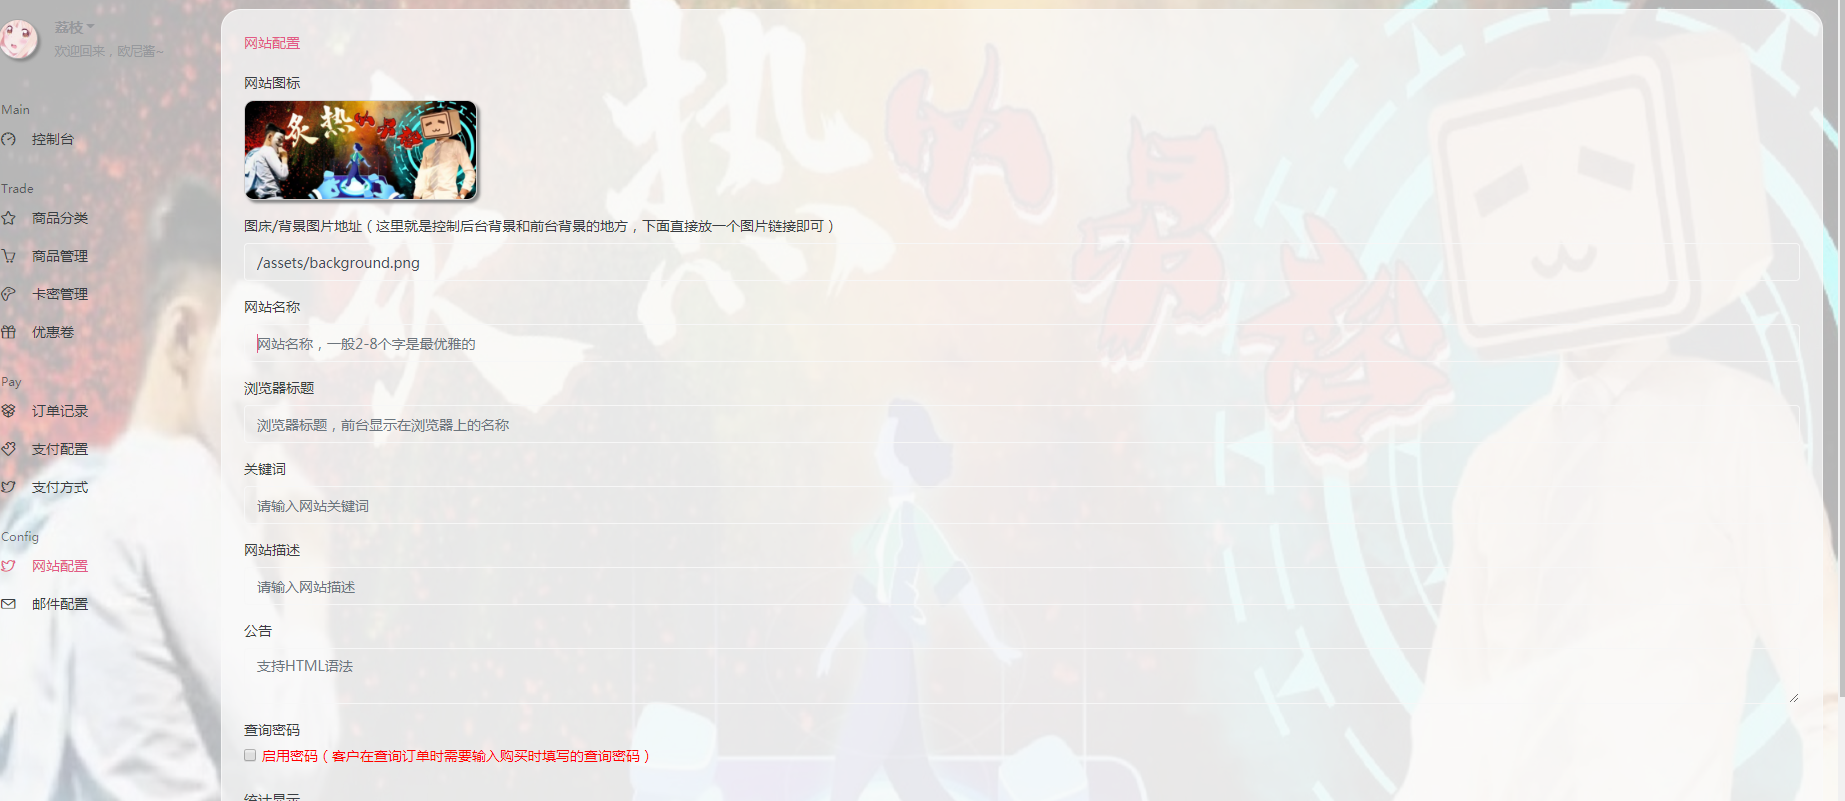 荔枝
欢迎回来，欧尼酱~
Main
控制台
Trade
商品分类
商品管理
卡密管理
优惠卷
Pay
订单记录
支付配置
支付方式
Config
网站配置
邮件配置
网站配置
网站图标
炙热的男格
图床/背景图片地址（这里就是控制后台背景和前台背景的地方，下面直接放一个图片链接即可）
/assets/background.png
网站名称
网站名称，一般2-8个字是最优雅的
浏览器标题
浏览器标题，前台显示在浏览器上的名称
关键词
请输入网站关键词
网站描述
请输入网站描述
公告
支持HTML语法
查询密码
启用密码（客户在查询订单时需要输入购买时填写的查询密码）
统计显示